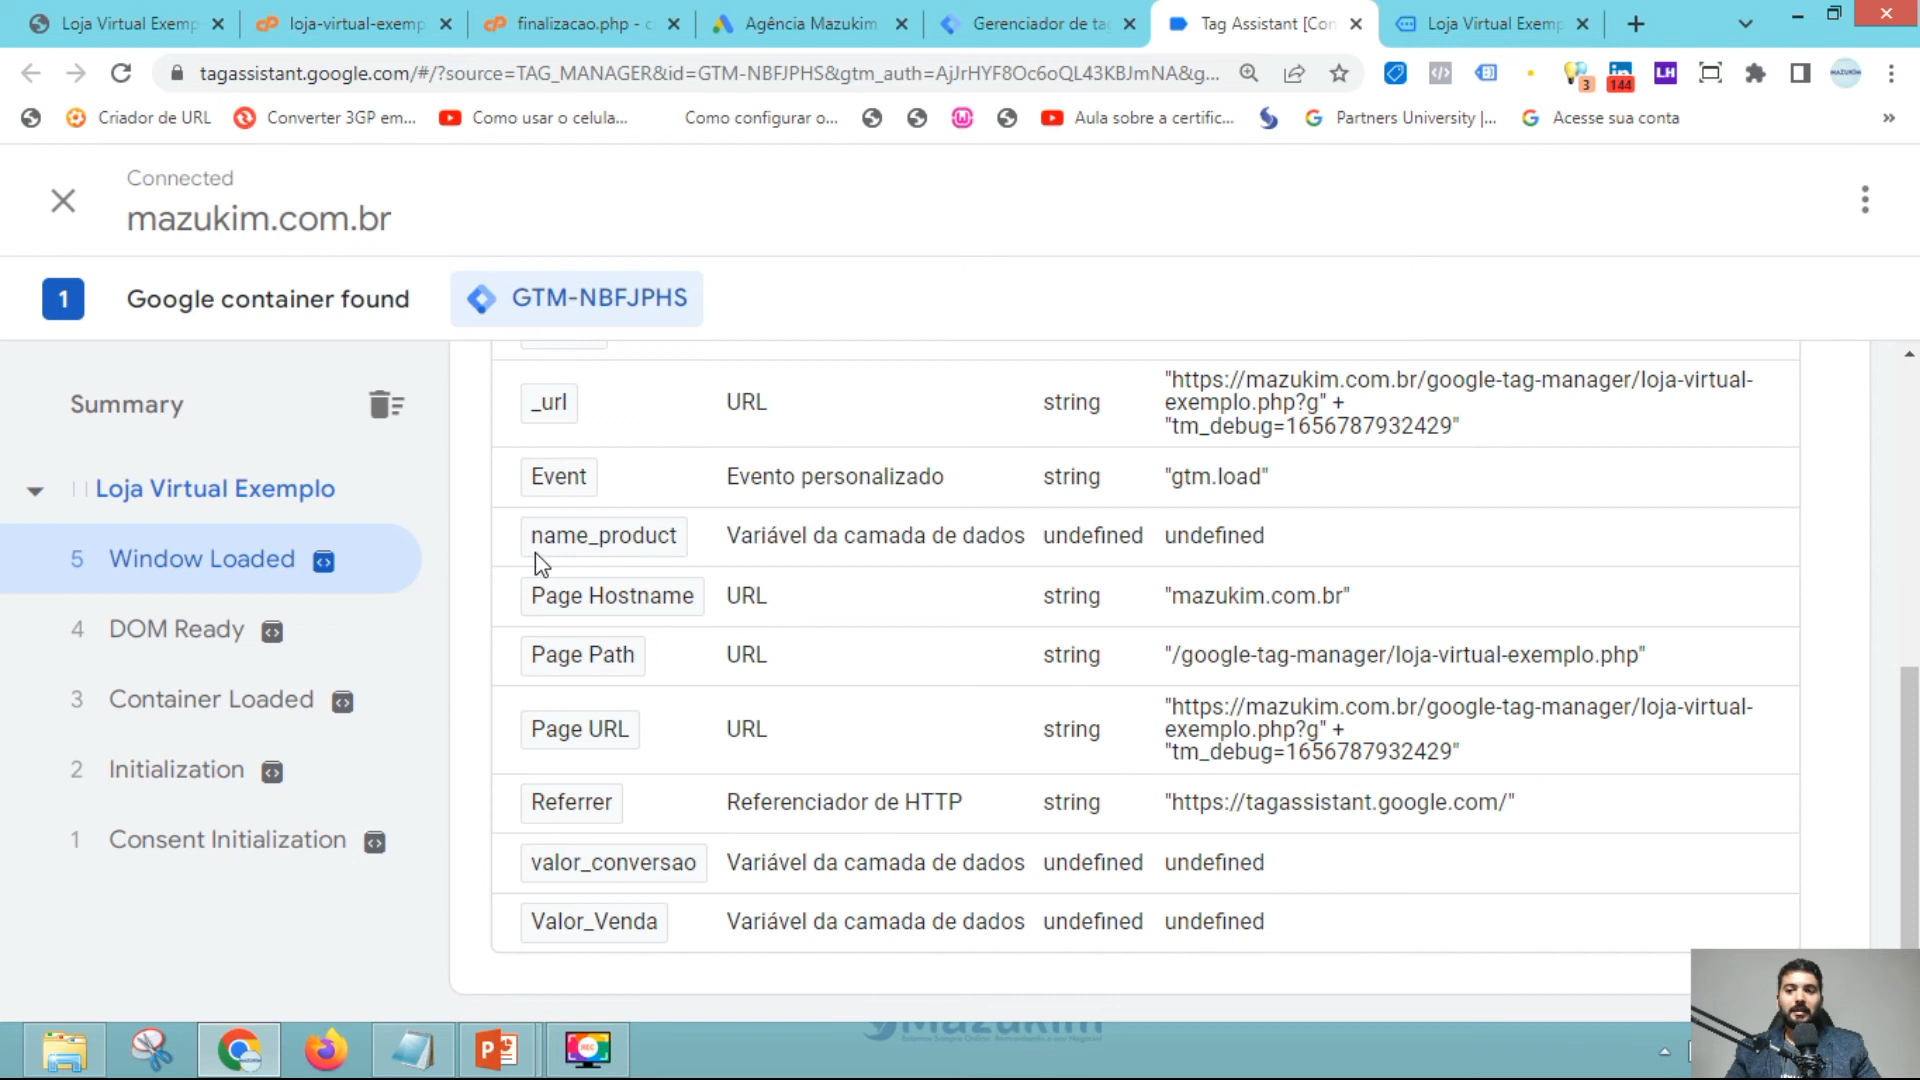 Loja Virtual Exemp
loja-virtual-exemp
finalizacao.php - c
Agência Mazukim
Gerenciador de tag
Tag Assistant [Con
Loja Virtual Exemp
tagassistant.google.com/#/?source=TAG_MANAGER&id=GTM-NBFJPHS&gtm_auth=AjJrHYF8Oc6oQL43KBJmNA&g...
3
144
LH
MAZUKIM
Criador de URL
Converter 3GP em...
Como usar o celula...
Como configurar o...
Aula sobre a certific...
Partners University |...
Acesse sua conta
»
Connected
mazukim.com.br
1
Google container found
GTM-NBFJPHS
Summary
Loja Virtual Exemplo
5 Window Loaded
4 DOM Ready
3 Container Loaded
2 Initialization
1 Consent Initialization
_url URL string "https://mazukim.com.br/google-tag-manager/loja-virtual-
exemplo.php?g" +
"tm_debug=1656787932429"
Event Evento personalizado string "gtm.load"
name_product Variável da camada de dados undefined undefined
Page Hostname URL string "mazukim.com.br"
Page Path URL string "/google-tag-manager/loja-virtual-exemplo.php"
Page URL URL string "https://mazukim.com.br/google-tag-manager/loja-virtual-
exemplo.php?g" +
"tm_debug=1656787932429"
Referrer Referenciador de HTTP string "https://tagassistant.google.com/"
valor_conversao Variável da camada de dados undefined undefined
Valor_Venda Variável da camada de dados undefined undefined
Mazukim
REC